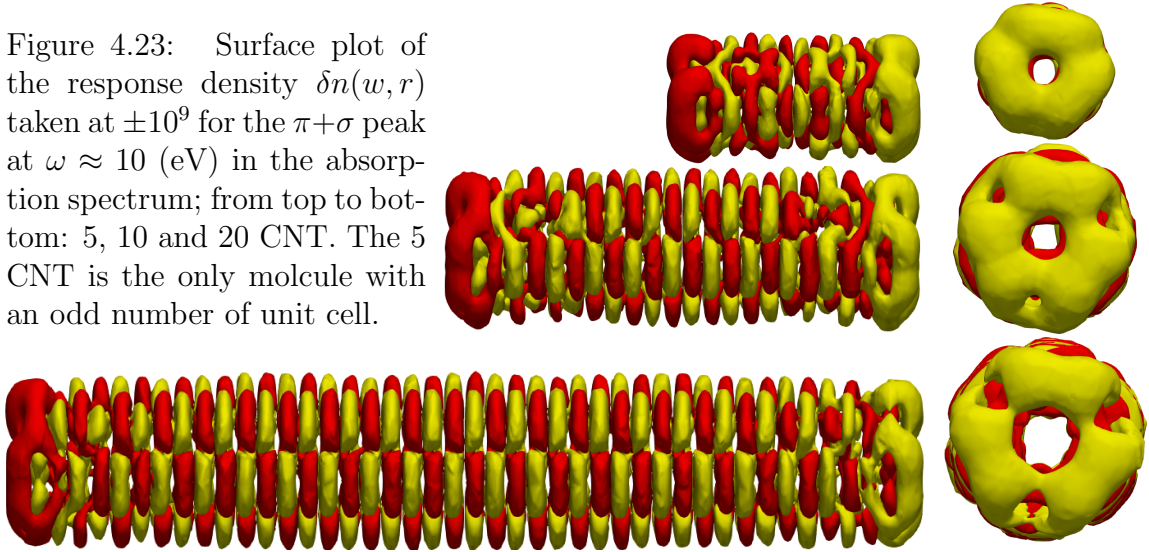 Figure 4.23: Surface plot of
the response density δn(w, r)
taken at ±10⁹ for the π+σ peak
at ω ≈ 10 (eV) in the absorp-
tion spectrum; from top to bot-
tom: 5, 10 and 20 CNT. The 5
CNT is the only molcule with
an odd number of unit cell.